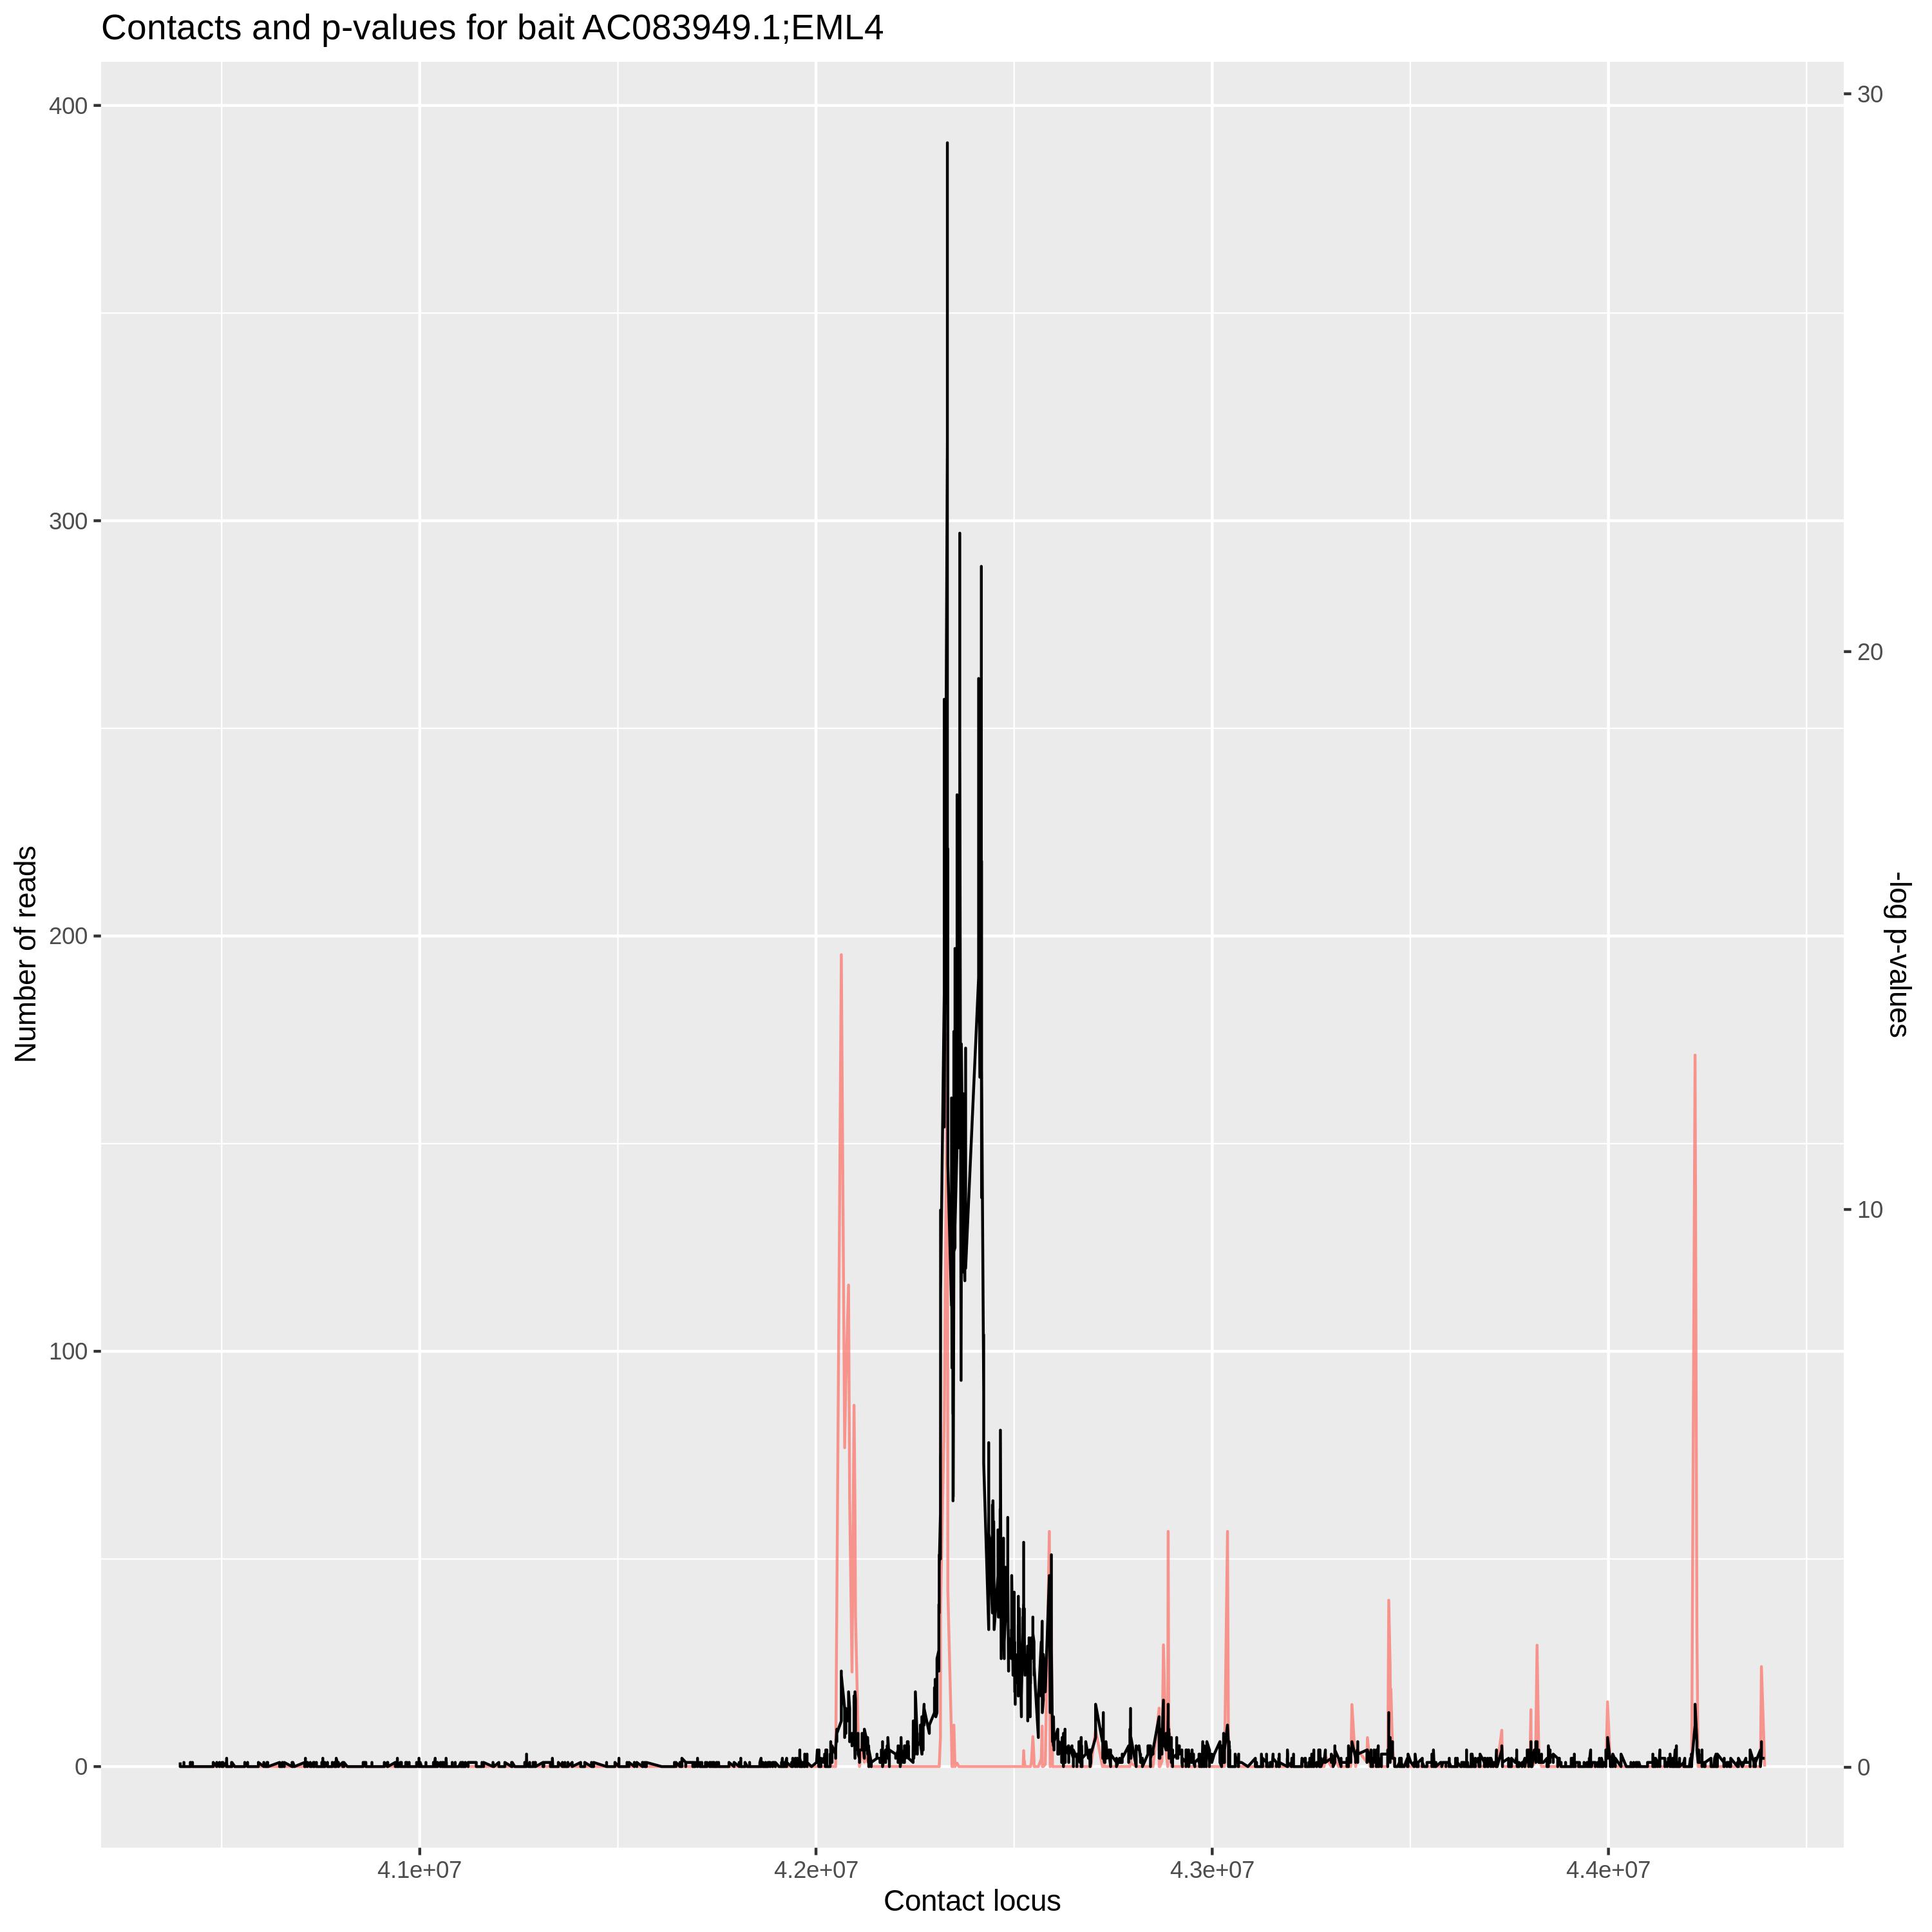 Contacts and p-values for bait AC083949.1;EML4
400
300
200
100
0
30
20
10
0
Number of reads
-log p-values
4.1e+07
4.2e+07
4.3e+07
4.4e+07
Contact locus